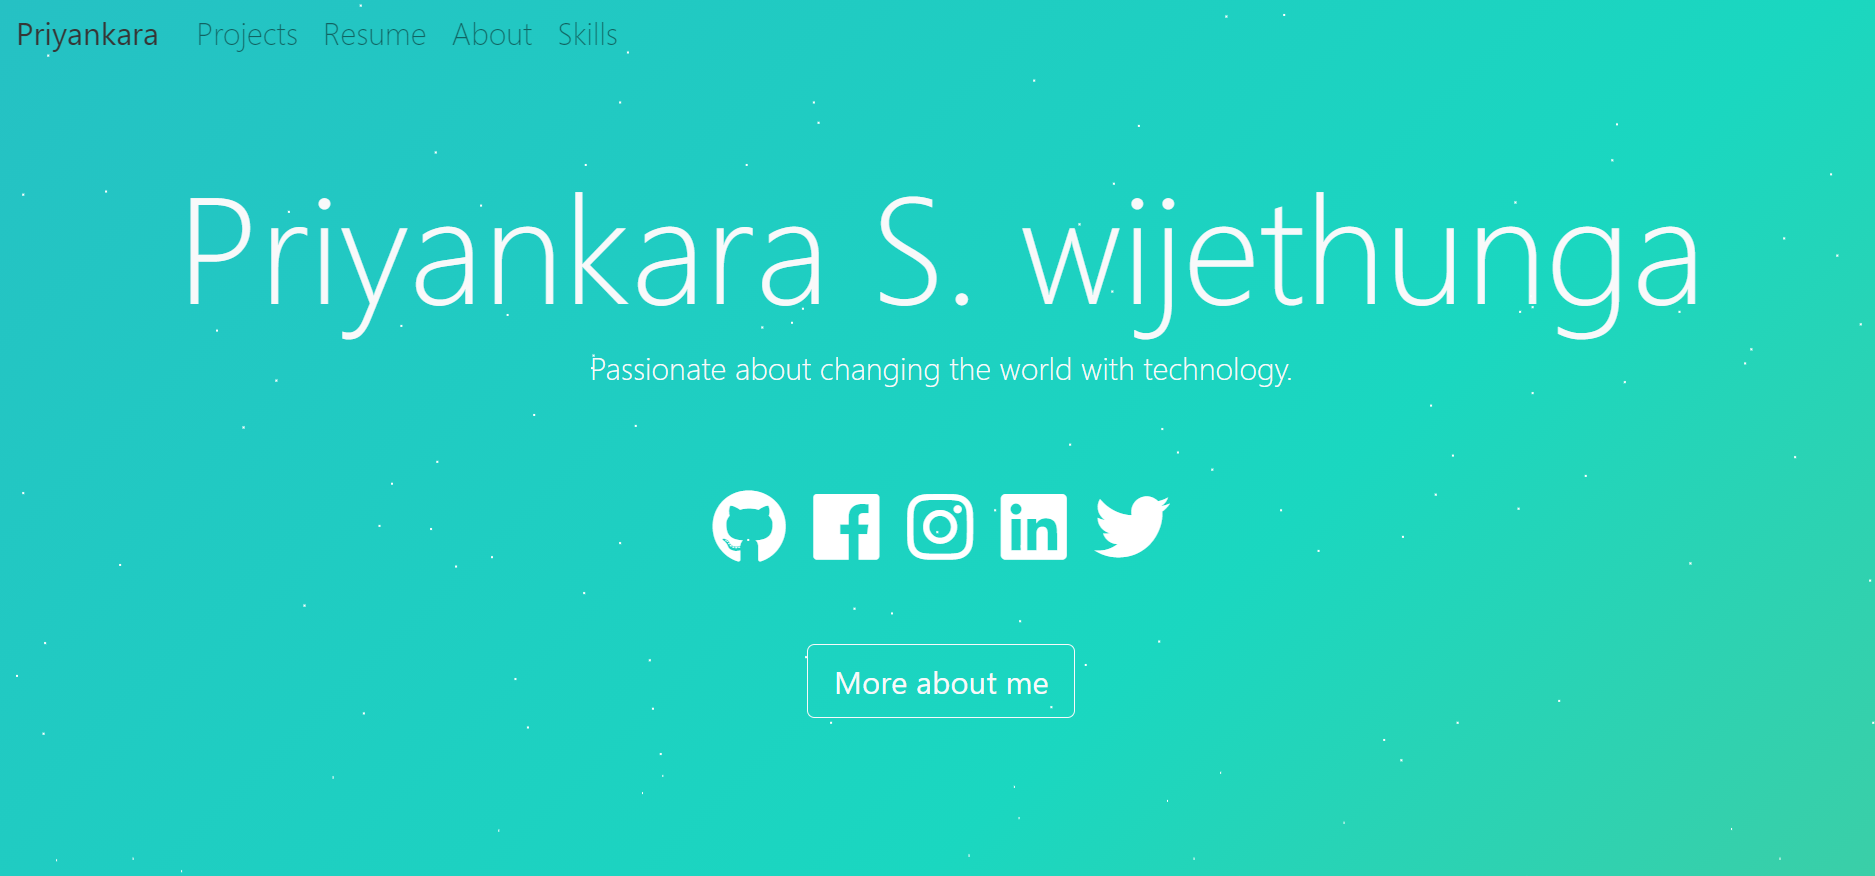 Priyankara Projects Resume About Skills
Priyankara S. wijethunga
Passionate about changing the world with technology.
More about me